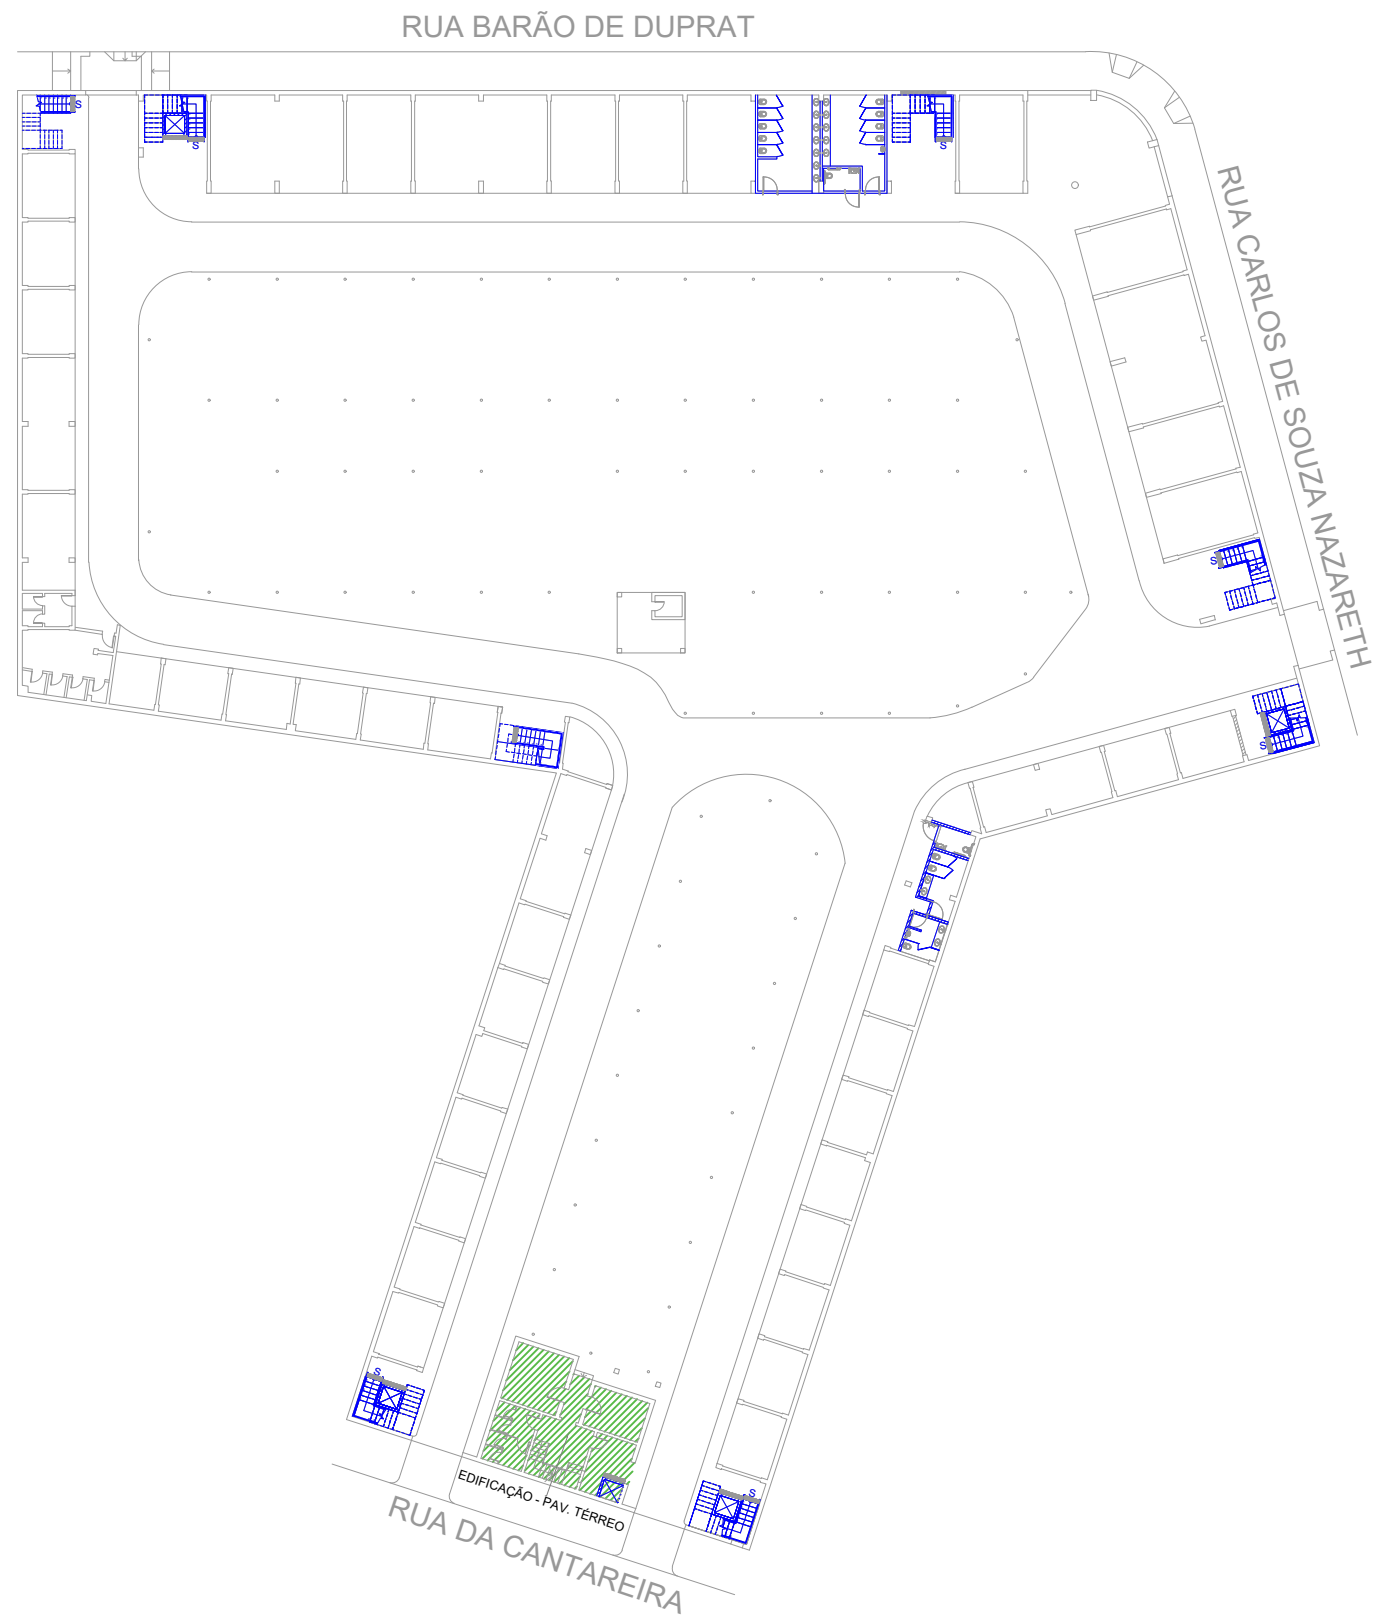 RUA BARÃO DE DUPRAT
S
S
S
RUA CARLOS DE SOUZA NAZARETH
S
S
S
S
EDIFICAÇÃO - PAV. TÉRREO
RUA DA CANTAREIRA